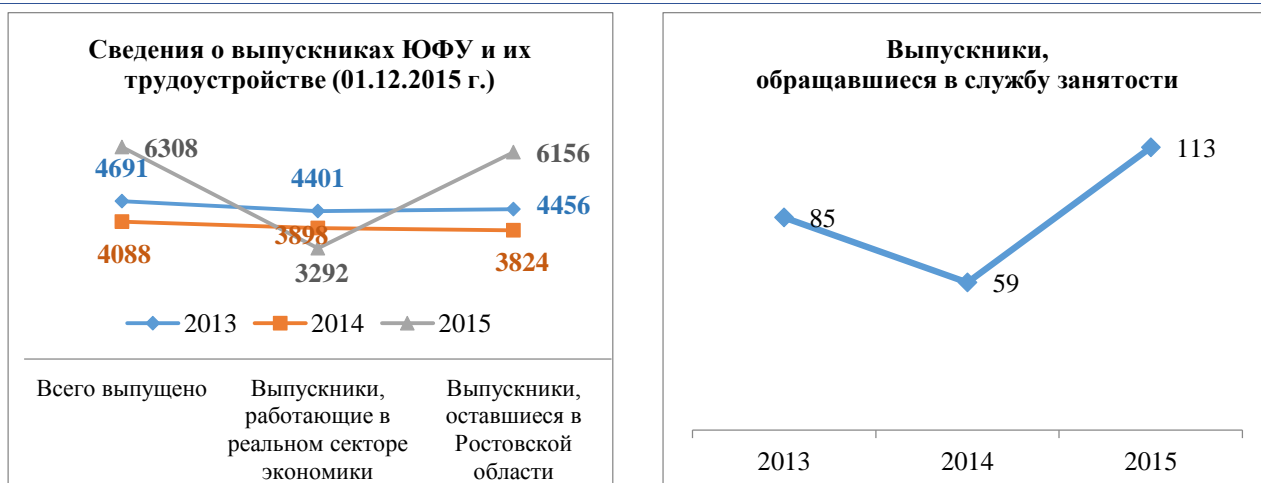 Сведения о выпускниках ЮФУ и их
трудоустройстве (01.12.2015 г.)
6308
4691
4088
4401
3898
3292
6156
4456
3824
2013
2014
2015
Всего выпущено
Выпускники,
работающие в
реальном секторе
экономики
Выпускники,
оставшиеся в
Ростовской
области
Выпускники,
обращавшиеся в службу занятости
85
59
113
2013
2014
2015